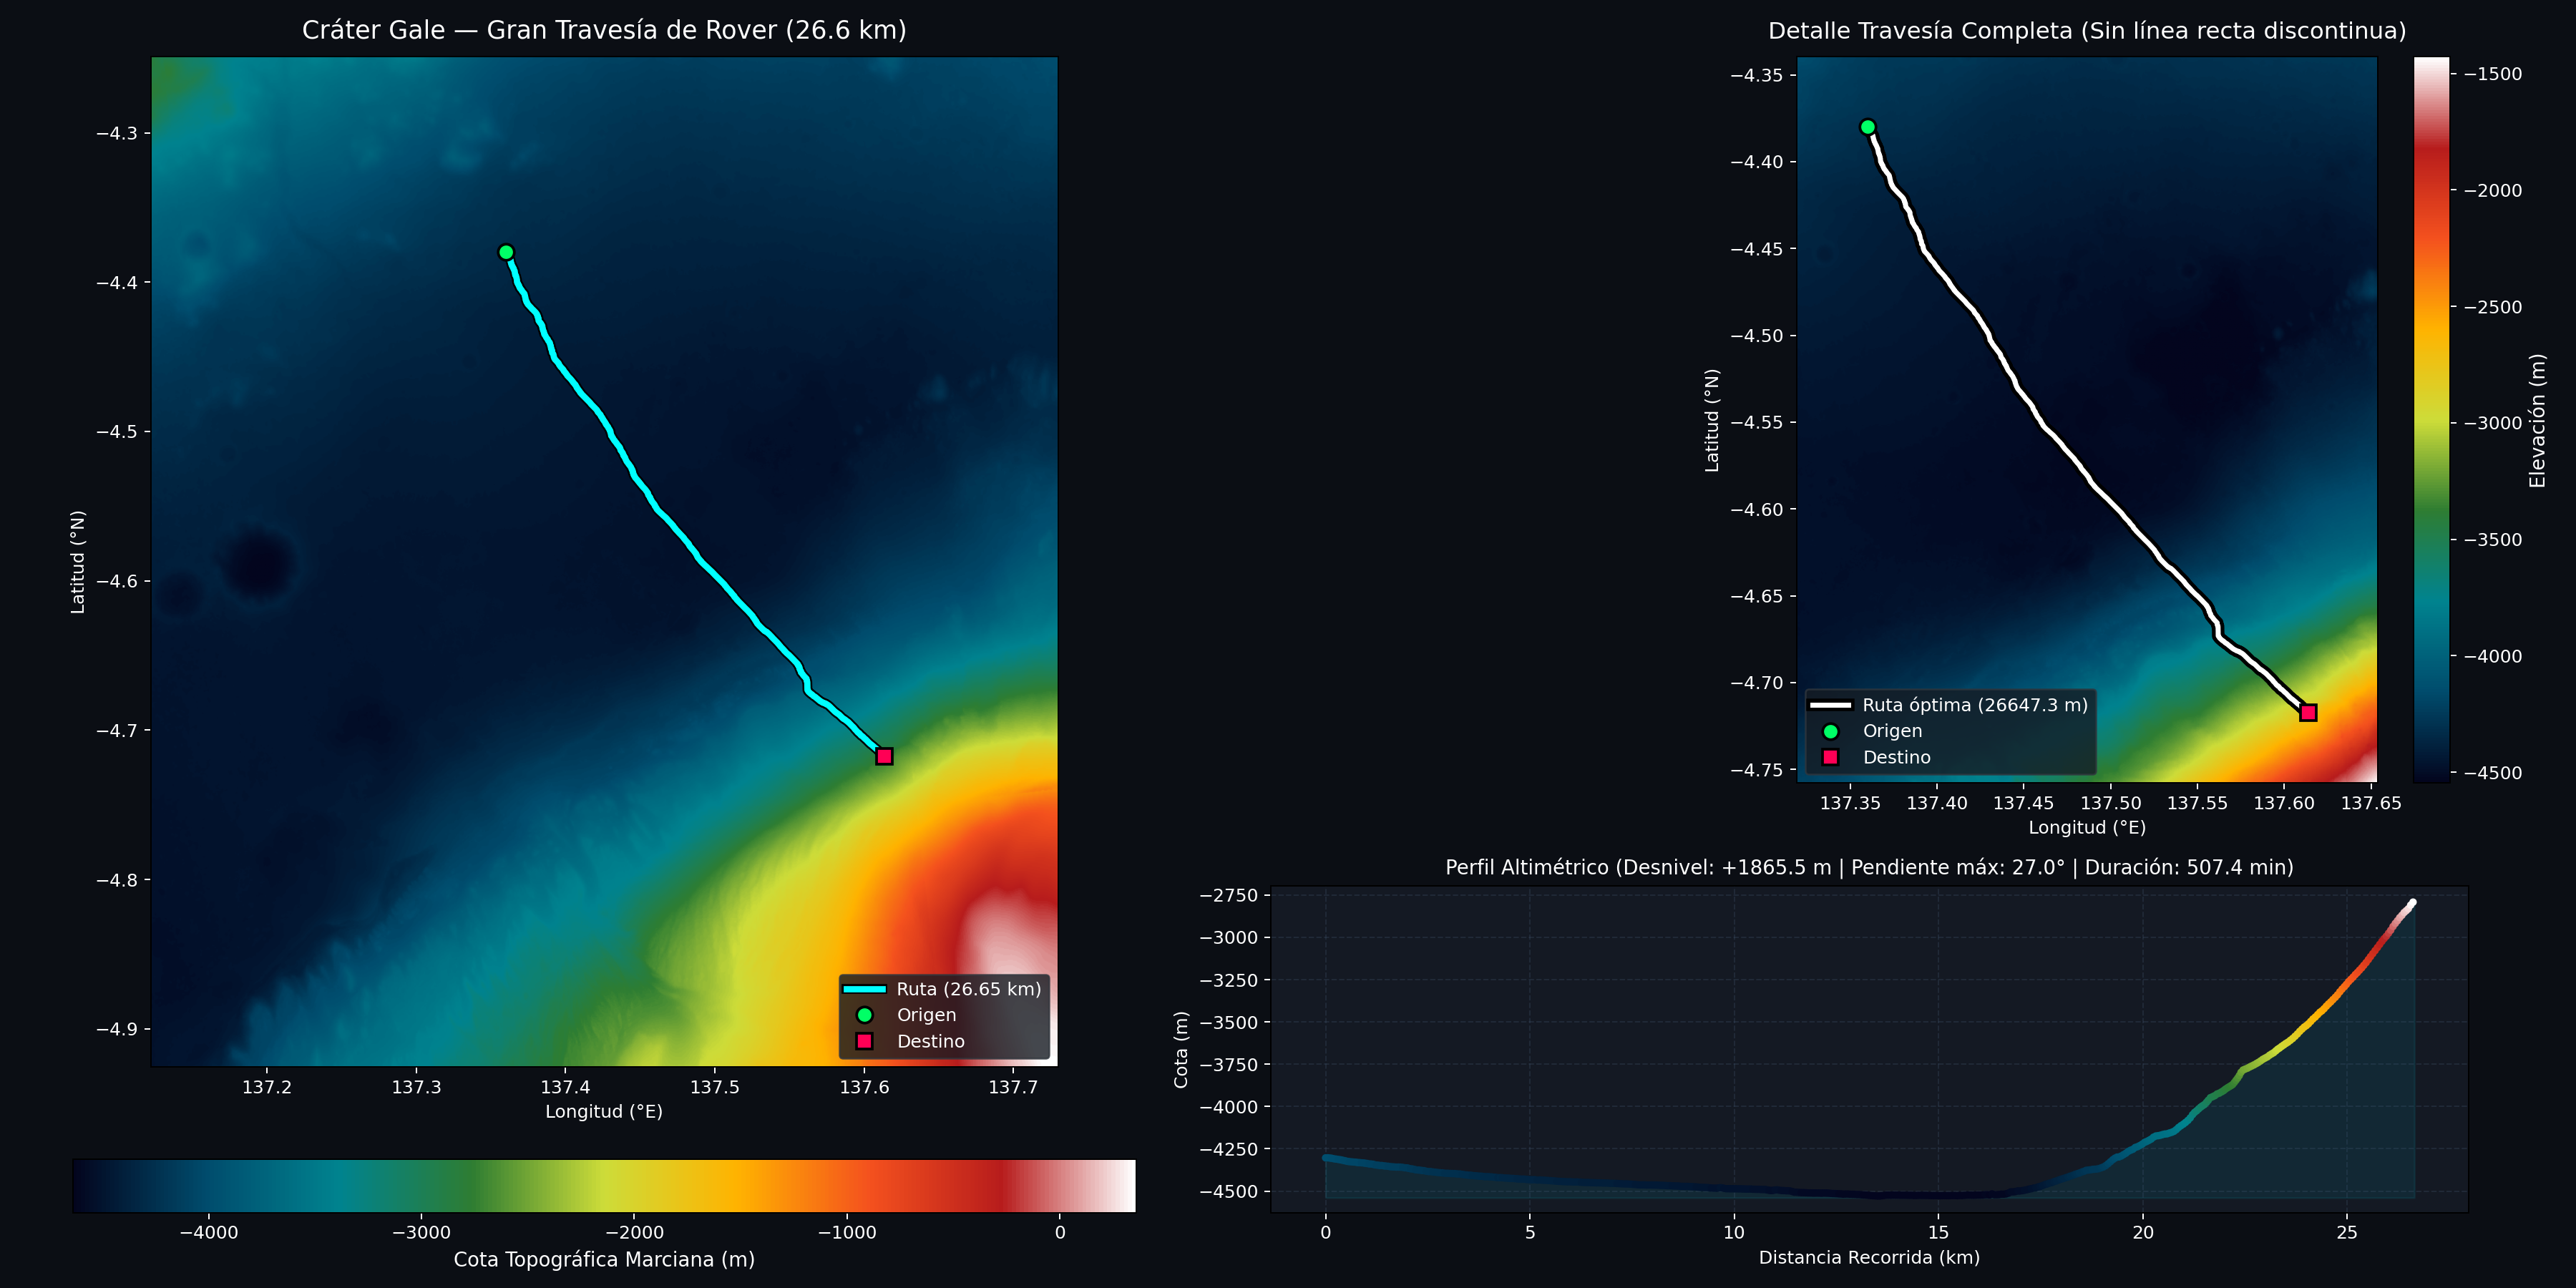 Cráter Gale — Gran Travesía de Rover (26.6 km)
−4.3
−4.4
−4.5
−4.6
−4.7
−4.8
−4.9
Latitud (°N)
Ruta (26.65 km)
Origen
Destino
137.2 137.3 137.4 137.5 137.6 137.7
Longitud (°E)
−4000 −3000 −2000 −1000 0
Cota Topográfica Marciana (m)
Detalle Travesía Completa (Sin línea recta discontinua)
−4.35
−4.40
−4.45
−4.50
−4.55
−4.60
−4.65
−4.70
−4.75
Latitud (°N)
Ruta óptima (26647.3 m)
Origen
Destino
137.35 137.40 137.45 137.50 137.55 137.60 137.65
Longitud (°E)
−1500
−2000
−2500
−3000
−3500
−4000
−4500
Elevación (m)
Perfil Altimétrico (Desnivel: +1865.5 m | Pendiente máx: 27.0° | Duración: 507.4 min)
−2750
−3000
−3250
−3500
−3750
−4000
−4250
−4500
Cota (m)
0 5 10 15 20 25
Distancia Recorrida (km)